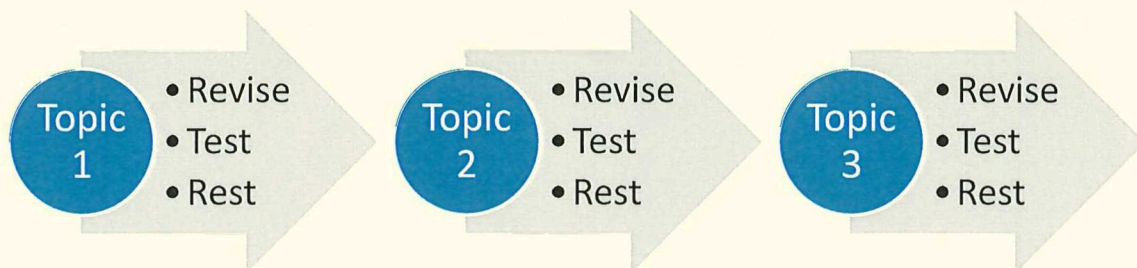 Topic
1
• Revise
• Test
• Rest
Topic
2
• Revise
• Test
• Rest
Topic
3
• Revise
• Test
• Rest